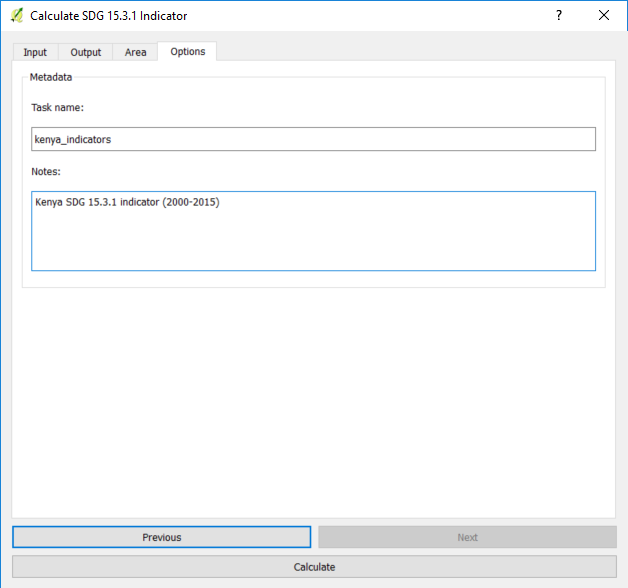 Calculate SDG 15.3.1 Indicator
?
Input Output Area Options
Metadata
Task name:
kenya_indicators
Notes:
Kenya SDG 15.3.1 indicator (2000-2015)
Previous Next
Calculate